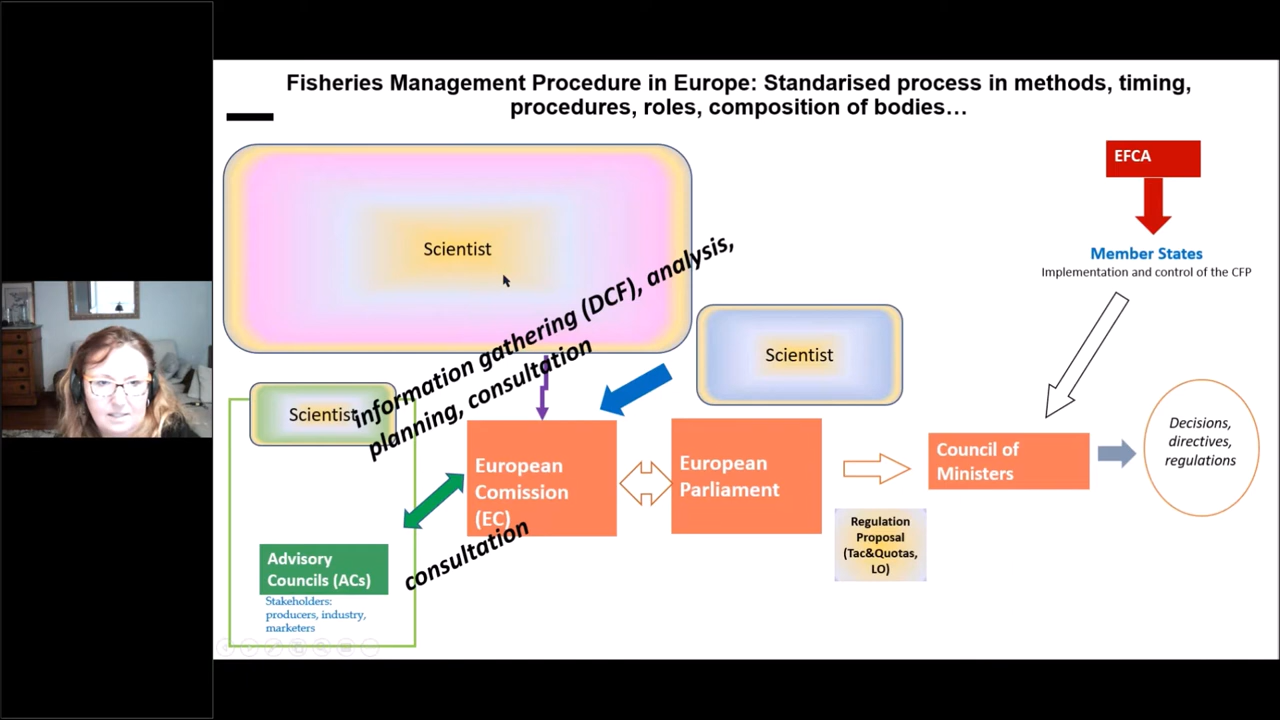 Fisheries Management Procedure in Europe: Standarised process in methods, timing,
procedures, roles, composition of bodies…
EFCA
Scientist
Member States
Implementation and control of the CFP
information gathering (DCF), analysis,
planning, consultation
Scientist
Scientist
European
Comission
(EC)
European
Parliament
Council of
Ministers
Decisions,
directives,
regulations
Regulation
Proposal
(Tac&Quotas,
LO)
consultation
Advisory
Councils (ACs)
Stakeholders:
producers, industry,
marketers